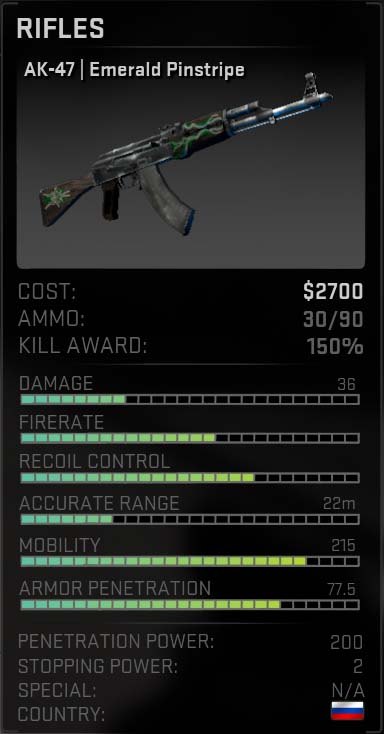 RIFLES
AK-47 | Emerald Pinstripe
COST: $2700
AMMO: 30/90
KILL AWARD: 150%
DAMAGE 36
FIRERATE
RECOIL CONTROL
ACCURATE RANGE 22m
MOBILITY 215
ARMOR PENETRATION 77.5
PENETRATION POWER: 200
STOPPING POWER: 2
SPECIAL: N/A
COUNTRY: